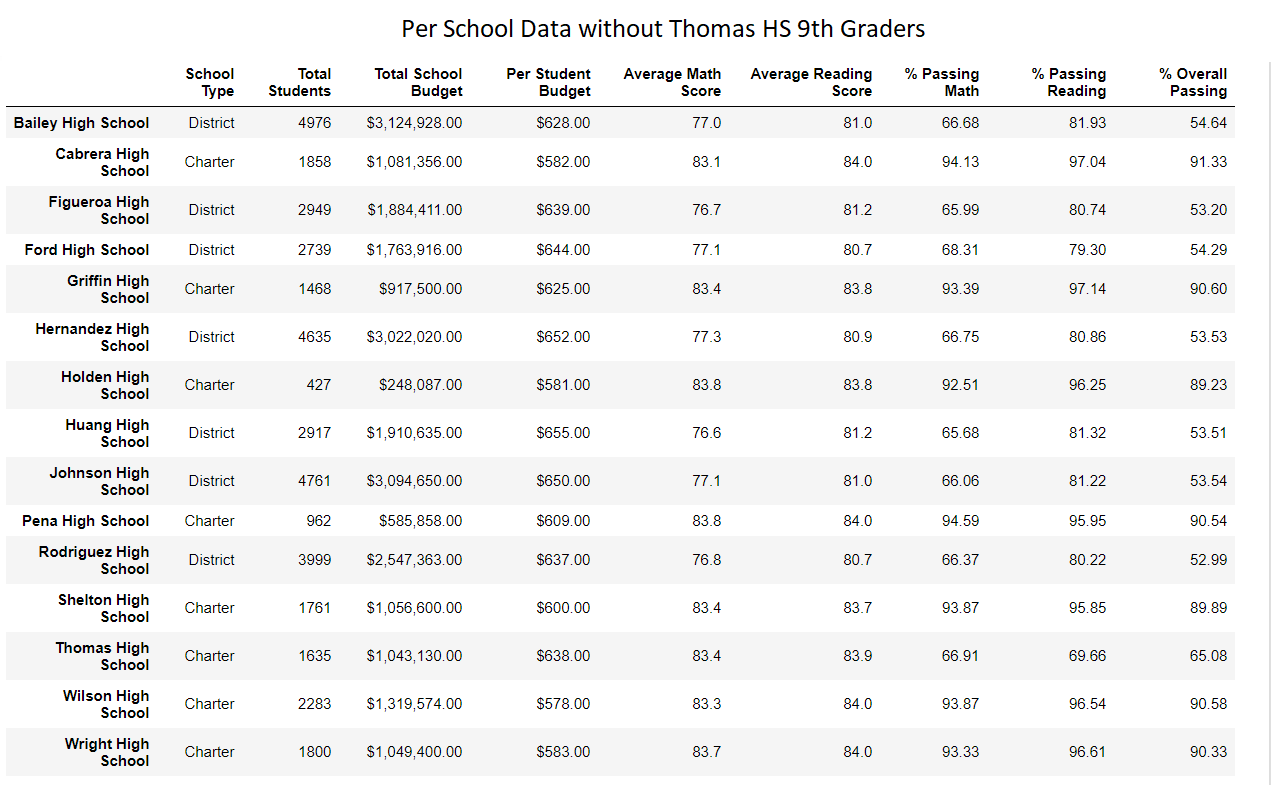 Per School Data without Thomas HS 9th Graders
School Type Total Students Total School Budget Per Student Budget Average Math Score Average Reading Score % Passing Math % Passing Reading % Overall Passing
Bailey High School District 4976 $3,124,928.00 $628.00 77.0 81.0 66.68 81.93 54.64
Cabrera High School Charter 1858 $1,081,356.00 $582.00 83.1 84.0 94.13 97.04 91.33
Figueroa High School District 2949 $1,884,411.00 $639.00 76.7 81.2 65.99 80.74 53.20
Ford High School District 2739 $1,763,916.00 $644.00 77.1 80.7 68.31 79.30 54.29
Griffin High School Charter 1468 $917,500.00 $625.00 83.4 83.8 93.39 97.14 90.60
Hernandez High School District 4635 $3,022,020.00 $652.00 77.3 80.9 66.75 80.86 53.53
Holden High School Charter 427 $248,087.00 $581.00 83.8 83.8 92.51 96.25 89.23
Huang High School District 2917 $1,910,635.00 $655.00 76.6 81.2 65.68 81.32 53.51
Johnson High School District 4761 $3,094,650.00 $650.00 77.1 81.0 66.06 81.22 53.54
Pena High School Charter 962 $585,858.00 $609.00 83.8 84.0 94.59 95.95 90.54
Rodriguez High School District 3999 $2,547,363.00 $637.00 76.8 80.7 66.37 80.22 52.99
Shelton High School Charter 1761 $1,056,600.00 $600.00 83.4 83.7 93.87 95.85 89.89
Thomas High School Charter 1635 $1,043,130.00 $638.00 83.4 83.9 66.91 69.66 65.08
Wilson High School Charter 2283 $1,319,574.00 $578.00 83.3 84.0 93.87 96.54 90.58
Wright High School Charter 1800 $1,049,400.00 $583.00 83.7 84.0 93.33 96.61 90.33